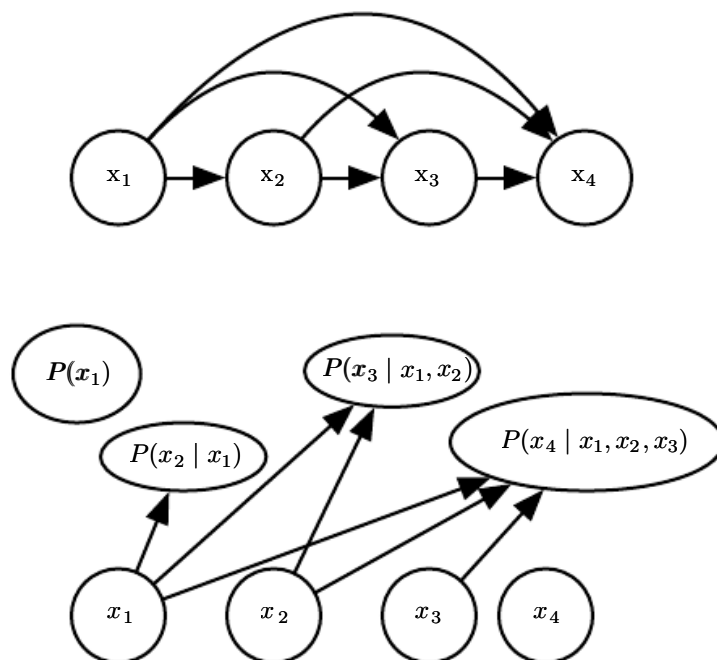 x₁ x₂ x₃ x₄
P(x₁)
P(x₃ | x₁, x₂)
P(x₂ | x₁)
P(x₄ | x₁, x₂, x₃)
x₁ x₂ x₃ x₄